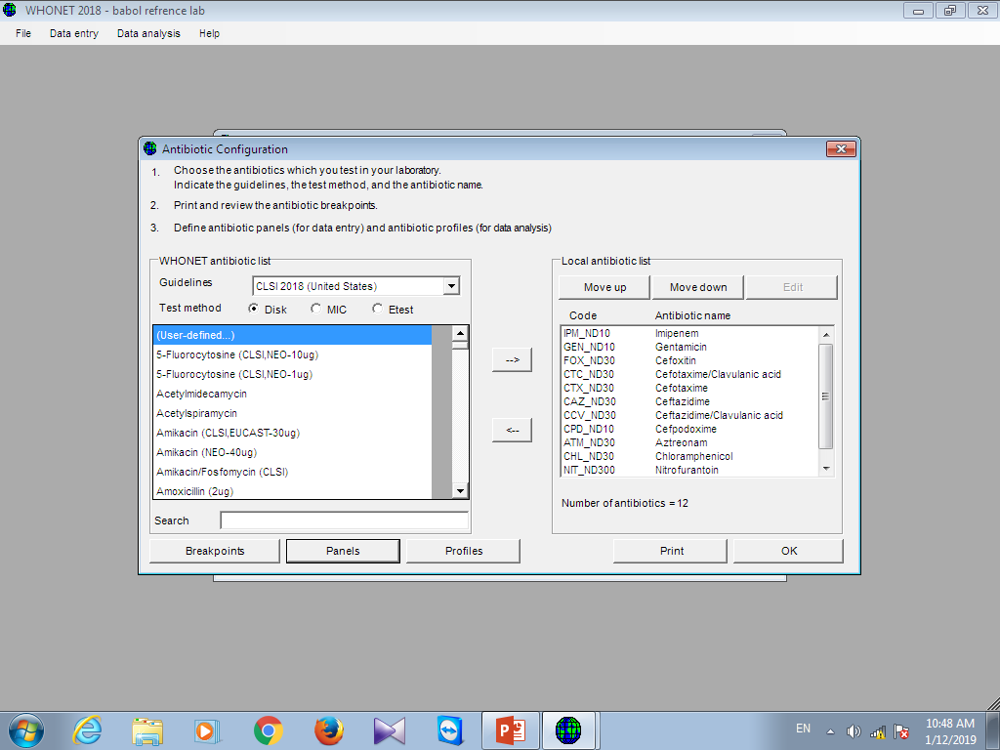 WHONET 2018 - babol refrence lab
File Data entry Data analysis Help
Antibiotic Configuration
1. Choose the antibiotics which you test in your laboratory.
Indicate the guidelines, the test method, and the antibiotic name.
2. Print and review the antibiotic breakpoints.
3. Define antibiotic panels (for data entry) and antibiotic profiles (for data analysis)
WHONET antibiotic list
Guidelines CLSI 2018 (United States)
Test method Disk MIC Etest
(User-defined...)
5-Fluorocytosine (CLSI,NEO-10ug)
5-Fluorocytosine (CLSI,NEO-1ug)
Acetylmidecamycin
Acetylspiramycin
Amikacin (CLSI,EUCAST-30ug)
Amikacin (NEO-40ug)
Amikacin/Fosfomycin (CLSI)
Amoxicillin (2ug)
Search
-->
<--
Local antibiotic list
Move up Move down Edit
Code Antibiotic name
IPM_ND10 Imipenem
GEN_ND10 Gentamicin
FOX_ND30 Cefoxitin
CTC_ND30 Cefotaxime/Clavulanic acid
CTX_ND30 Cefotaxime
CAZ_ND30 Ceftazidime
CCV_ND30 Ceftazidime/Clavulanic acid
CPD_ND10 Cefpodoxime
ATM_ND30 Aztreonam
CHL_ND30 Chloramphenicol
NIT_ND300 Nitrofurantoin
Number of antibiotics = 12
Breakpoints Panels Profiles Print OK
EN
10:48 AM
1/12/2019